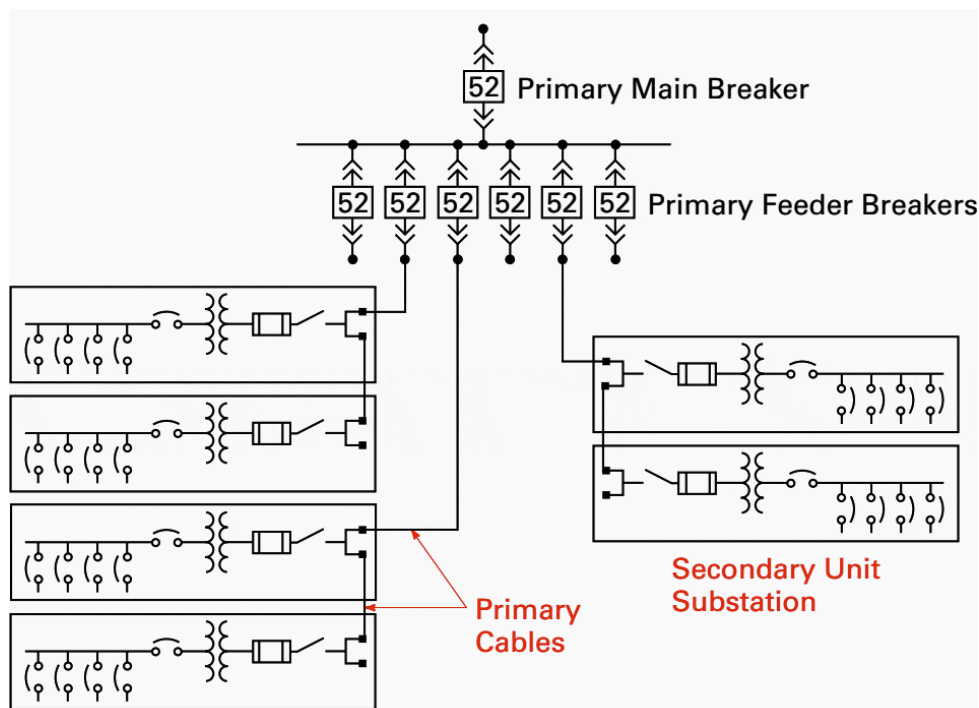 52 Primary Main Breaker
52 52 52 52 52 52 Primary Feeder Breakers
Secondary Unit
Substation
Primary
Cables